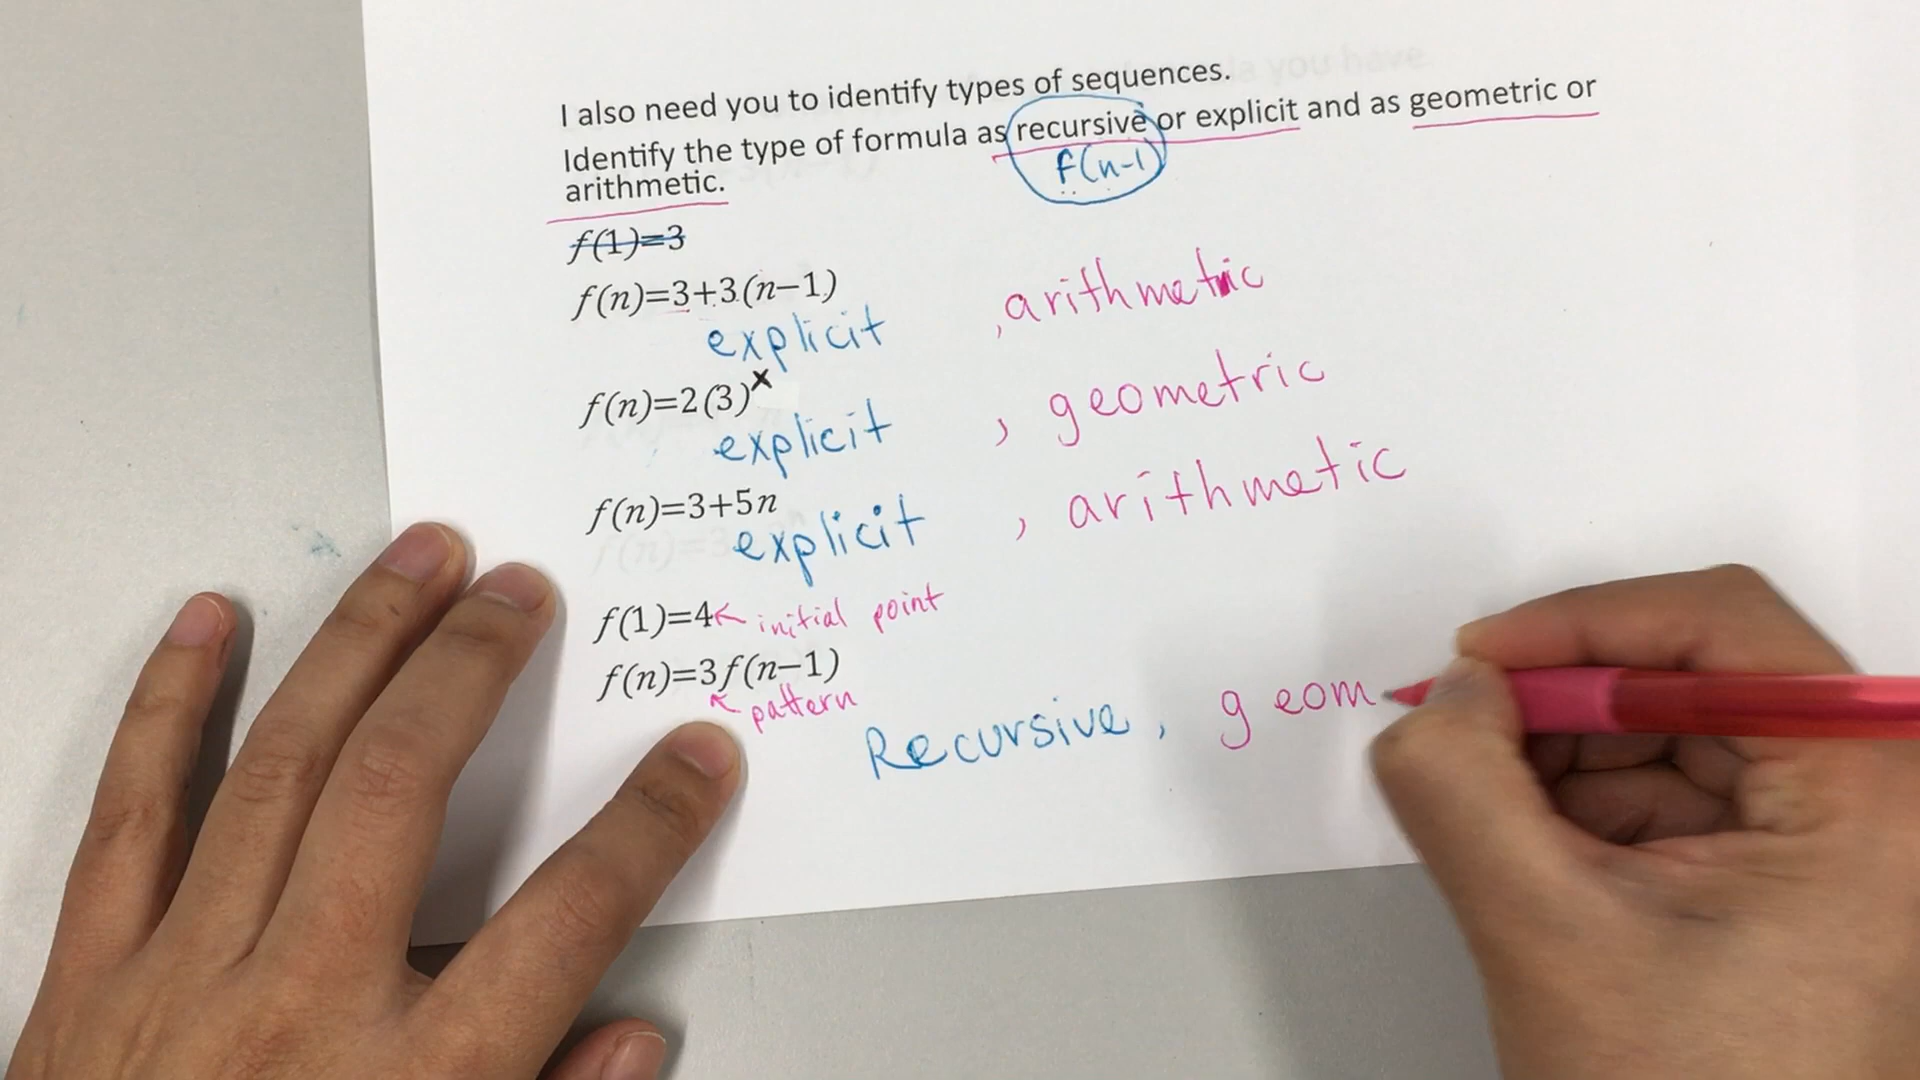 I also need you to identify types of sequences.
Identify the type of formula as recursive or explicit and as geometric or
arithmetic.
f(n-1)
f(1)=3
f(n)=3+3(n−1)
explicit , arithmetic
f(n)=2(3)^x
explicit , geometric
f(n)=3+5n
explicit , arithmetic
f(1)=4 ← initial point
f(n)=3f(n−1)
pattern
Recursive, geom